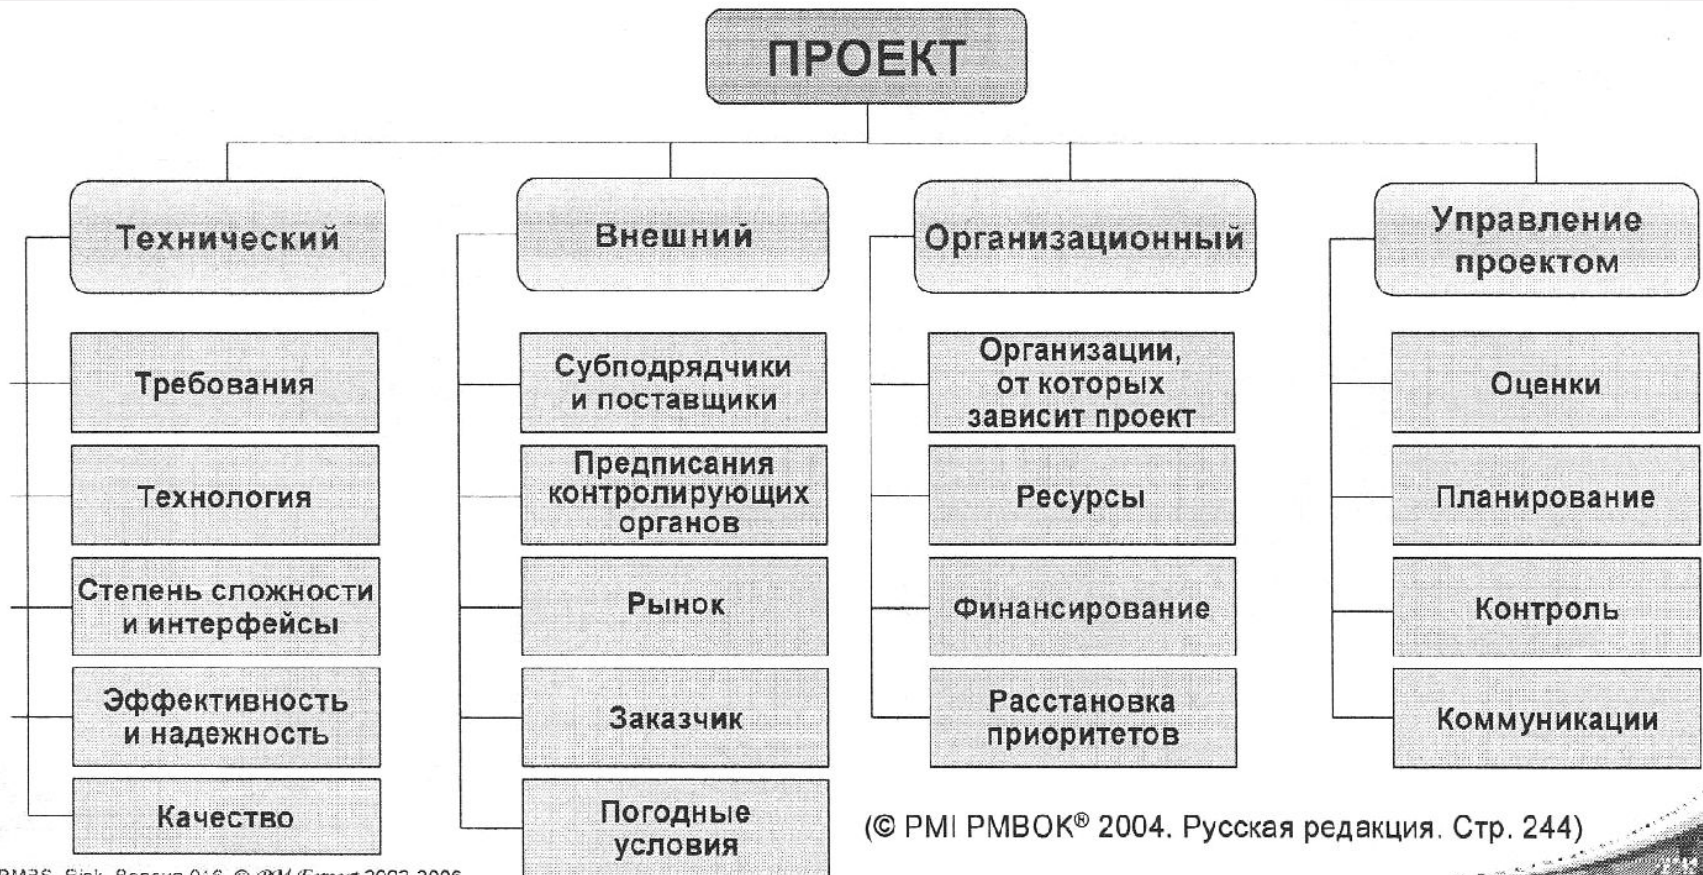 ПРОЕКТ
Технический
Требования
Технология
Степень сложности
и интерфейсы
Эффективность
и надежность
Качество
Внешний
Субподрядчики
и поставщики
Предписания
контролирующих
органов
Рынок
Заказчик
Погодные
условия
Организационный
Организации,
от которых
зависит проект
Ресурсы
Финансирование
Расстановка
приоритетов
Управление
проектом
Оценки
Планирование
Контроль
Коммуникации
(© PMI PMBOK® 2004. Русская редакция. Стр. 244)